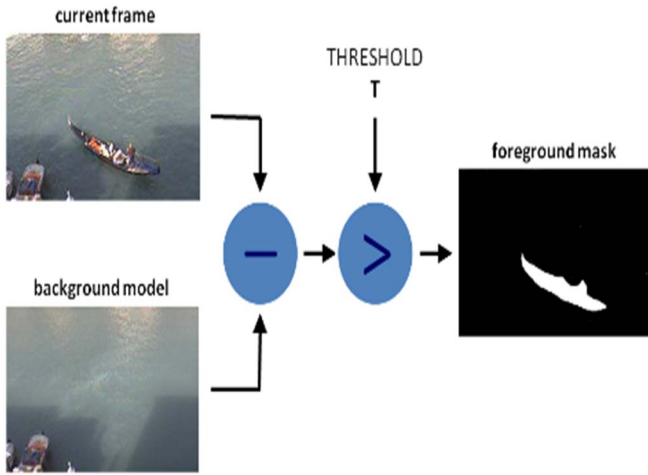 current frame
THRESHOLD
T
foreground mask
−
>
background model